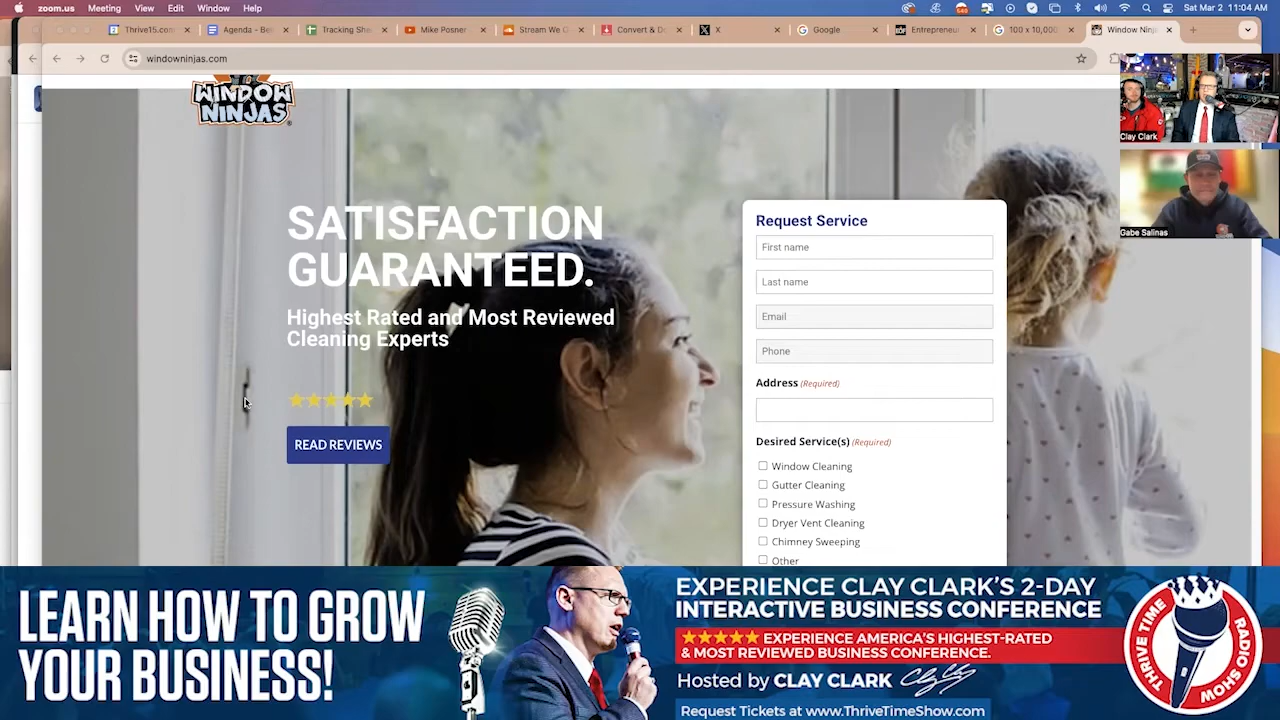 zoom.us Meeting View Edit Window Help
Sat Mar 2 11:04 AM
Thrive15.com
Agenda - Be
Tracking She
Mike Posner
Stream We G
Convert & Do
X
Google
Entrepreneur
100 x 10,000
Window Ninj
windowninjas.com
WINDOW
NINJAS
SATISFACTION
GUARANTEED.
Highest Rated and Most Reviewed
Cleaning Experts
READ REVIEWS
Request Service
First name
Last name
Email
Phone
Address (Required)
Desired Service(s) (Required)
Window Cleaning
Gutter Cleaning
Pressure Washing
Dryer Vent Cleaning
Chimney Sweeping
Other
Clay Clark
Gabe Salinas
LEARN HOW TO GROW
YOUR BUSINESS!
EXPERIENCE CLAY CLARK'S 2-DAY
INTERACTIVE BUSINESS CONFERENCE
EXPERIENCE AMERICA'S HIGHEST-RATED
& MOST REVIEWED BUSINESS CONFERENCE.
Hosted by CLAY CLARK
Request Tickets at www.ThriveTimeShow.com
THRIVE TIME
RADIO SHOW